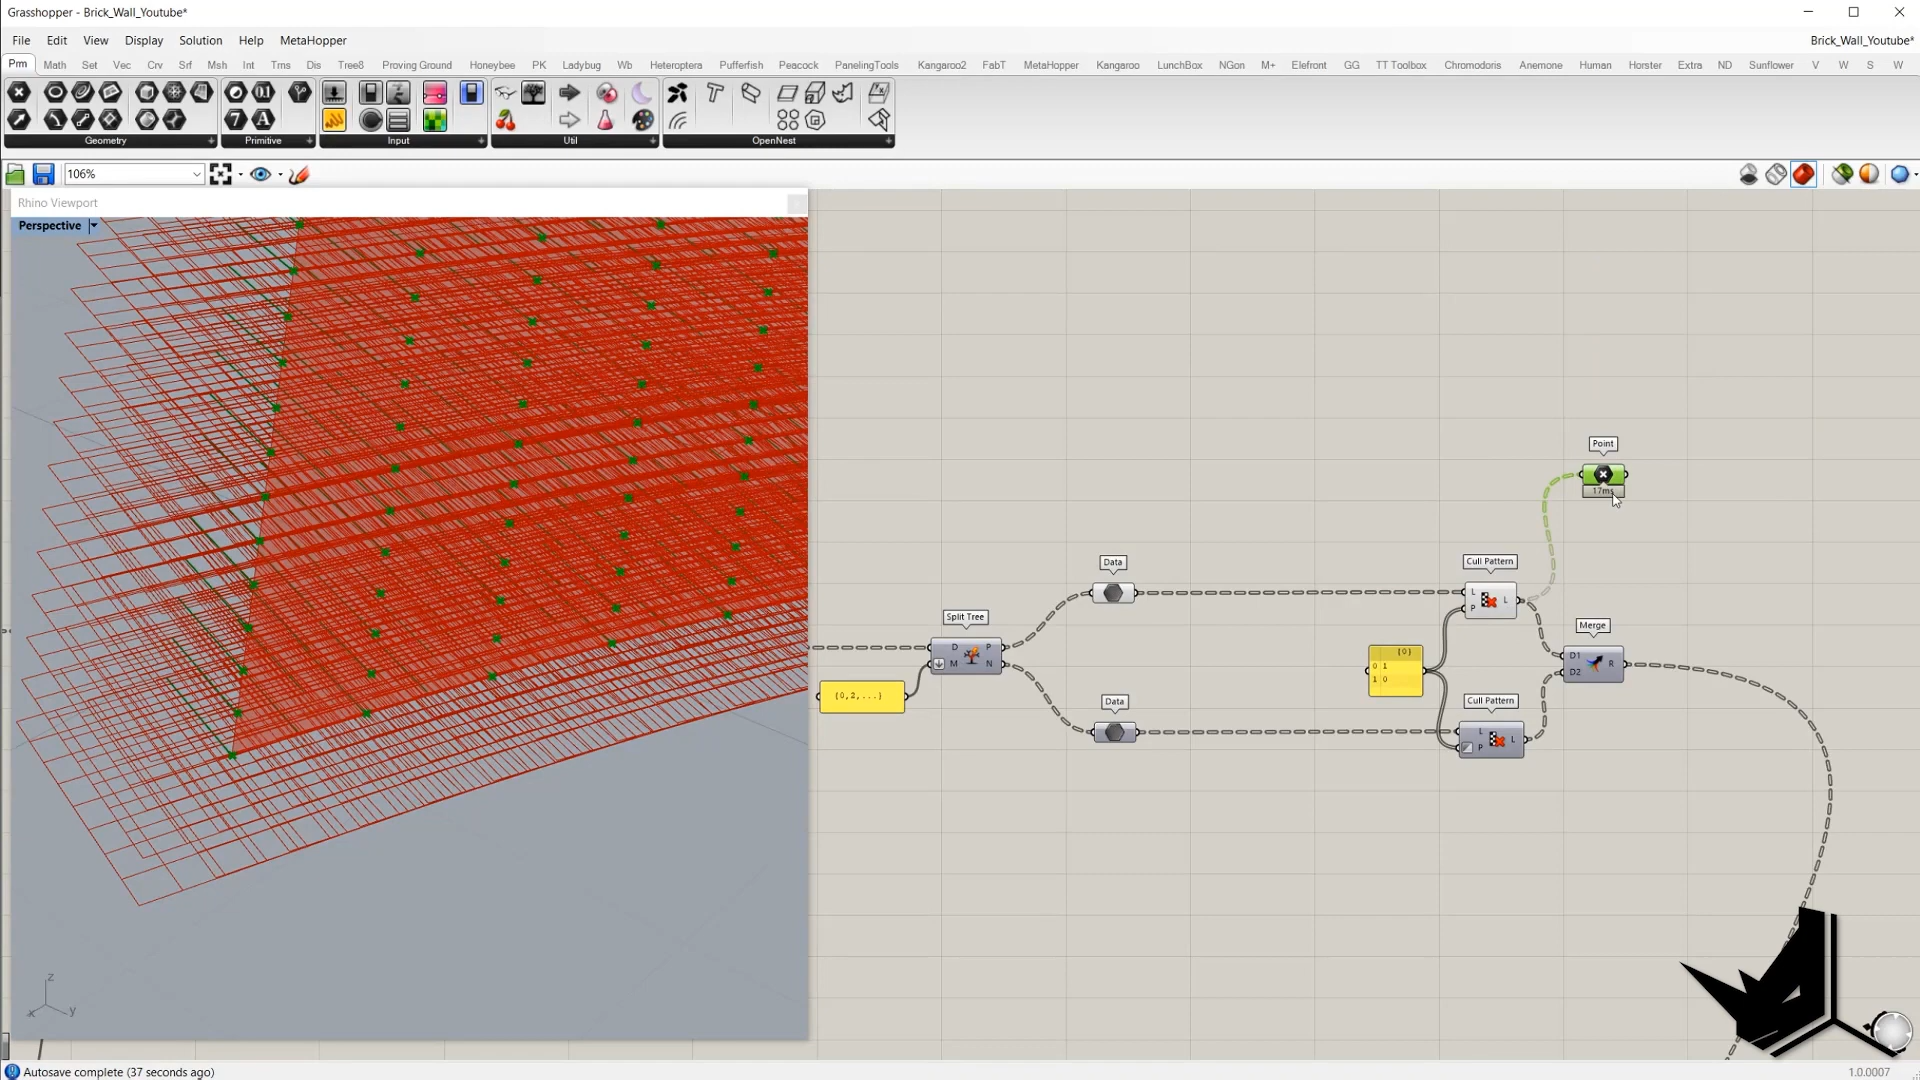 Grasshopper - Brick_Wall_Youtube*
File Edit View Display Solution Help MetaHopper Brick_Wall_Youtube*
Prm Math Set Vec Crv Srf Msh Int Trns Dis Tree8 Proving Ground Honeybee PK Ladybug Wb Heteroptera Pufferfish Peacock PanelingTools Kangaroo2 FabT MetaHopper Kangaroo LunchBox NGon M+ Elefront GG TT Toolbox Chromodoris Anemone Human Horster Extra ND Sunflower V W S W
Geometry Primitive Input Util OpenNest
106%
Rhino Viewport
Perspective
Point
17ms
Data
Cull Pattern
L P L
Split Tree
D M P N
{0,2,...}
{0}
0 1
1 0
Merge
D1 D2 R
Data
Cull Pattern
L P L
z
x y
Autosave complete (37 seconds ago) 1.0.0007